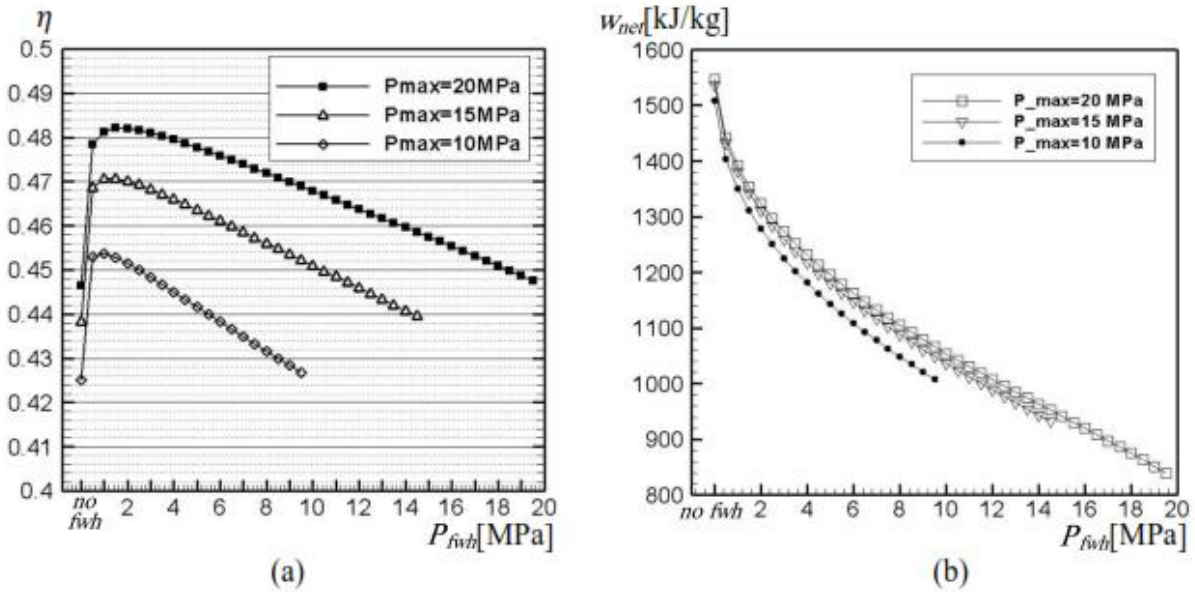 η
0.5
0.49
0.48
0.47
0.46
0.45
0.44
0.43
0.42
0.41
0.4
Pmax=20MPa
Pmax=15MPa
Pmax=10MPa
no fwh 2 4 6 8 10 12 14 16 18 20
P_fwh[MPa]
(a)
w_net[kJ/kg]
1600
1500
1400
1300
1200
1100
1000
900
800
P_max=20 MPa
P_max=15 MPa
P_max=10 MPa
no fwh 2 4 6 8 10 12 14 16 18 20
P_fwh[MPa]
(b)